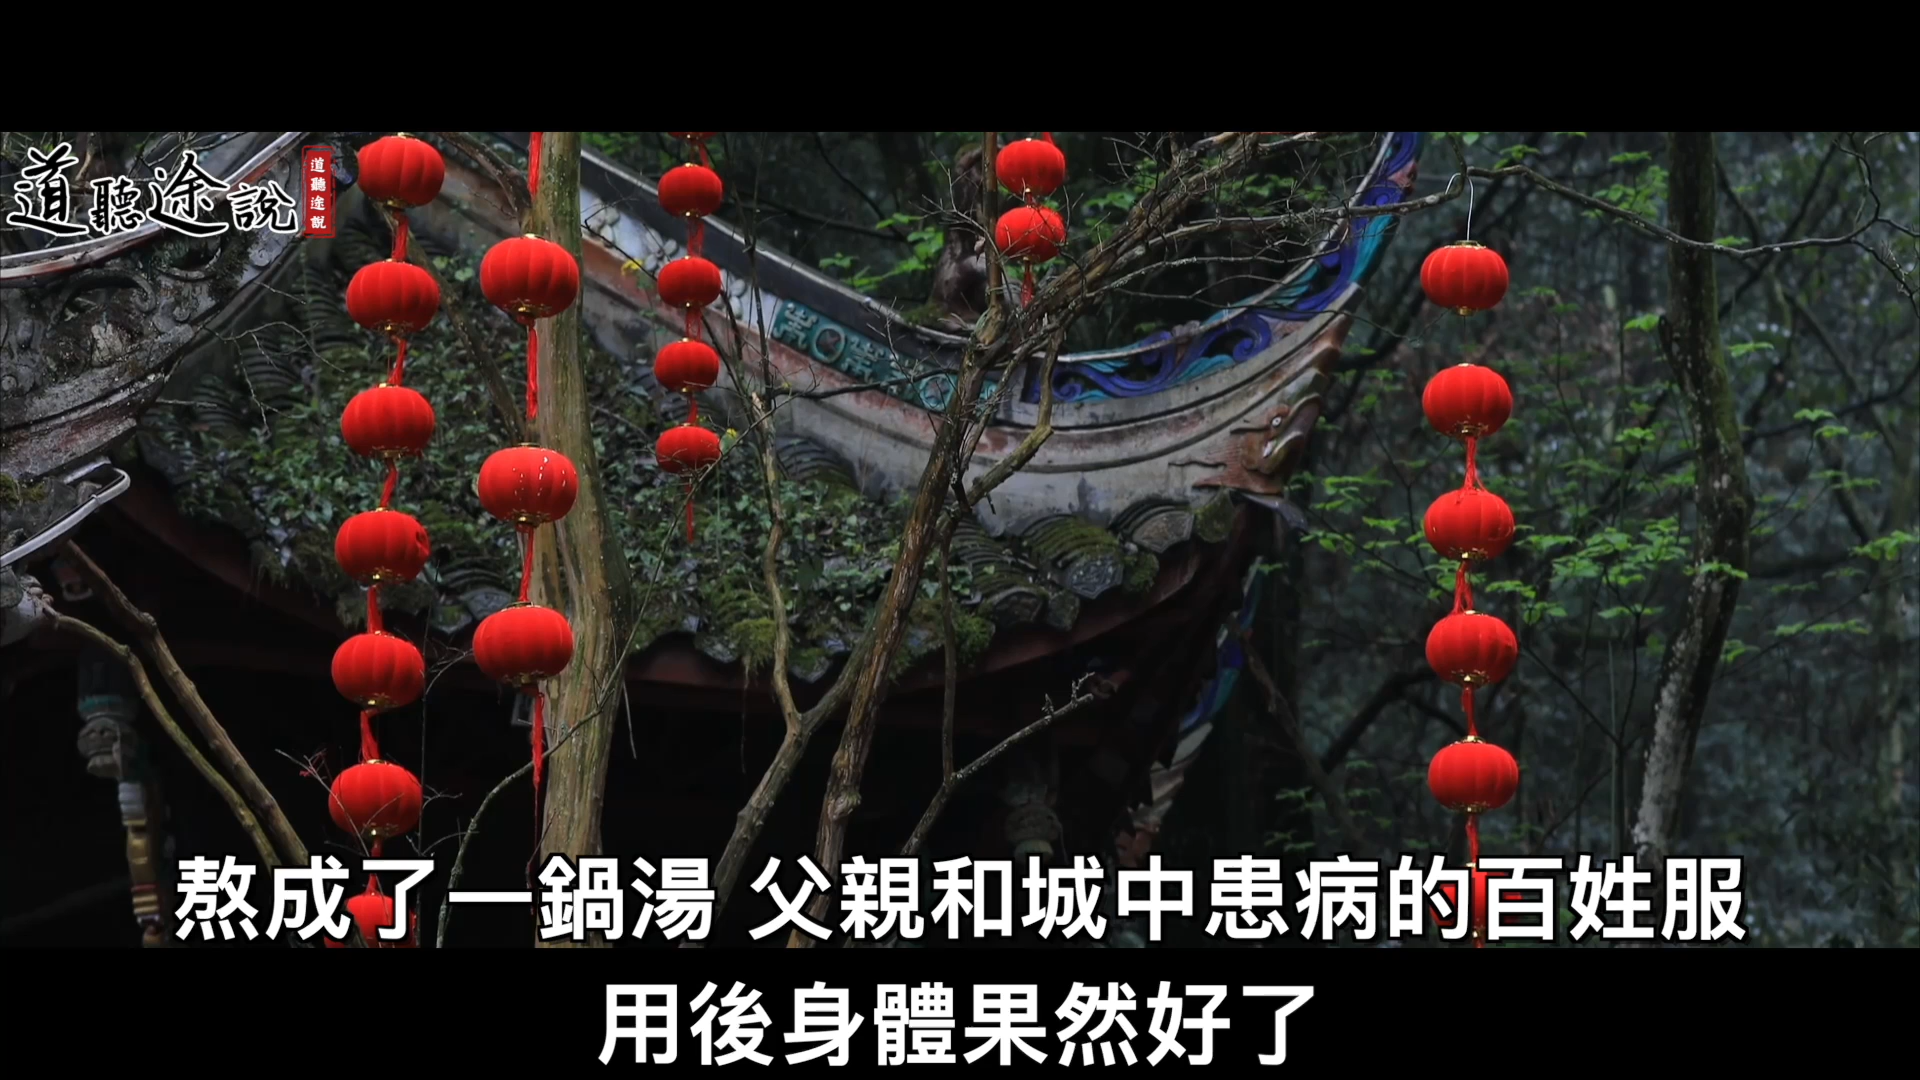 道聽途說
道聽途說
熬成了一鍋湯 父親和城中患病的百姓服
用後身體果然好了